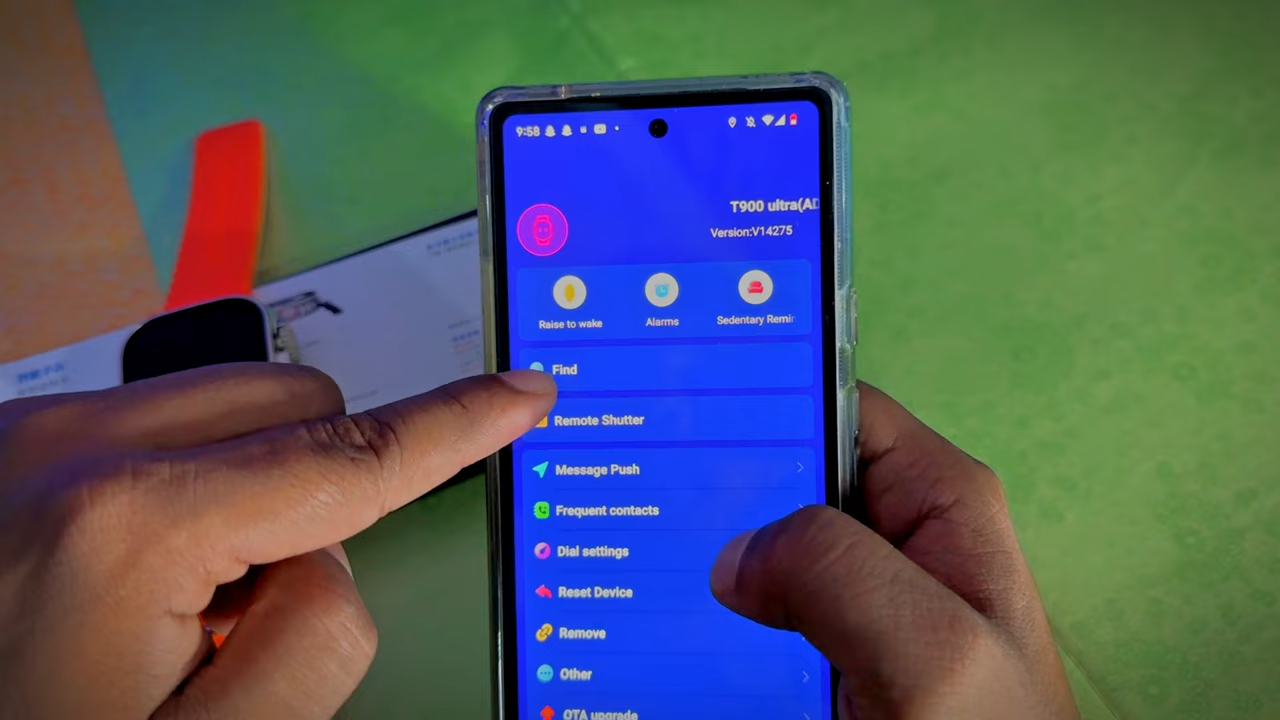 9:58
T900 ultra(AD
Version:V14275
Raise to wake
Alarms
Sedentary Remin
Find
Remote Shutter
Message Push
Frequent contacts
Dial settings
Reset Device
Remove
Other
OTA upgrade